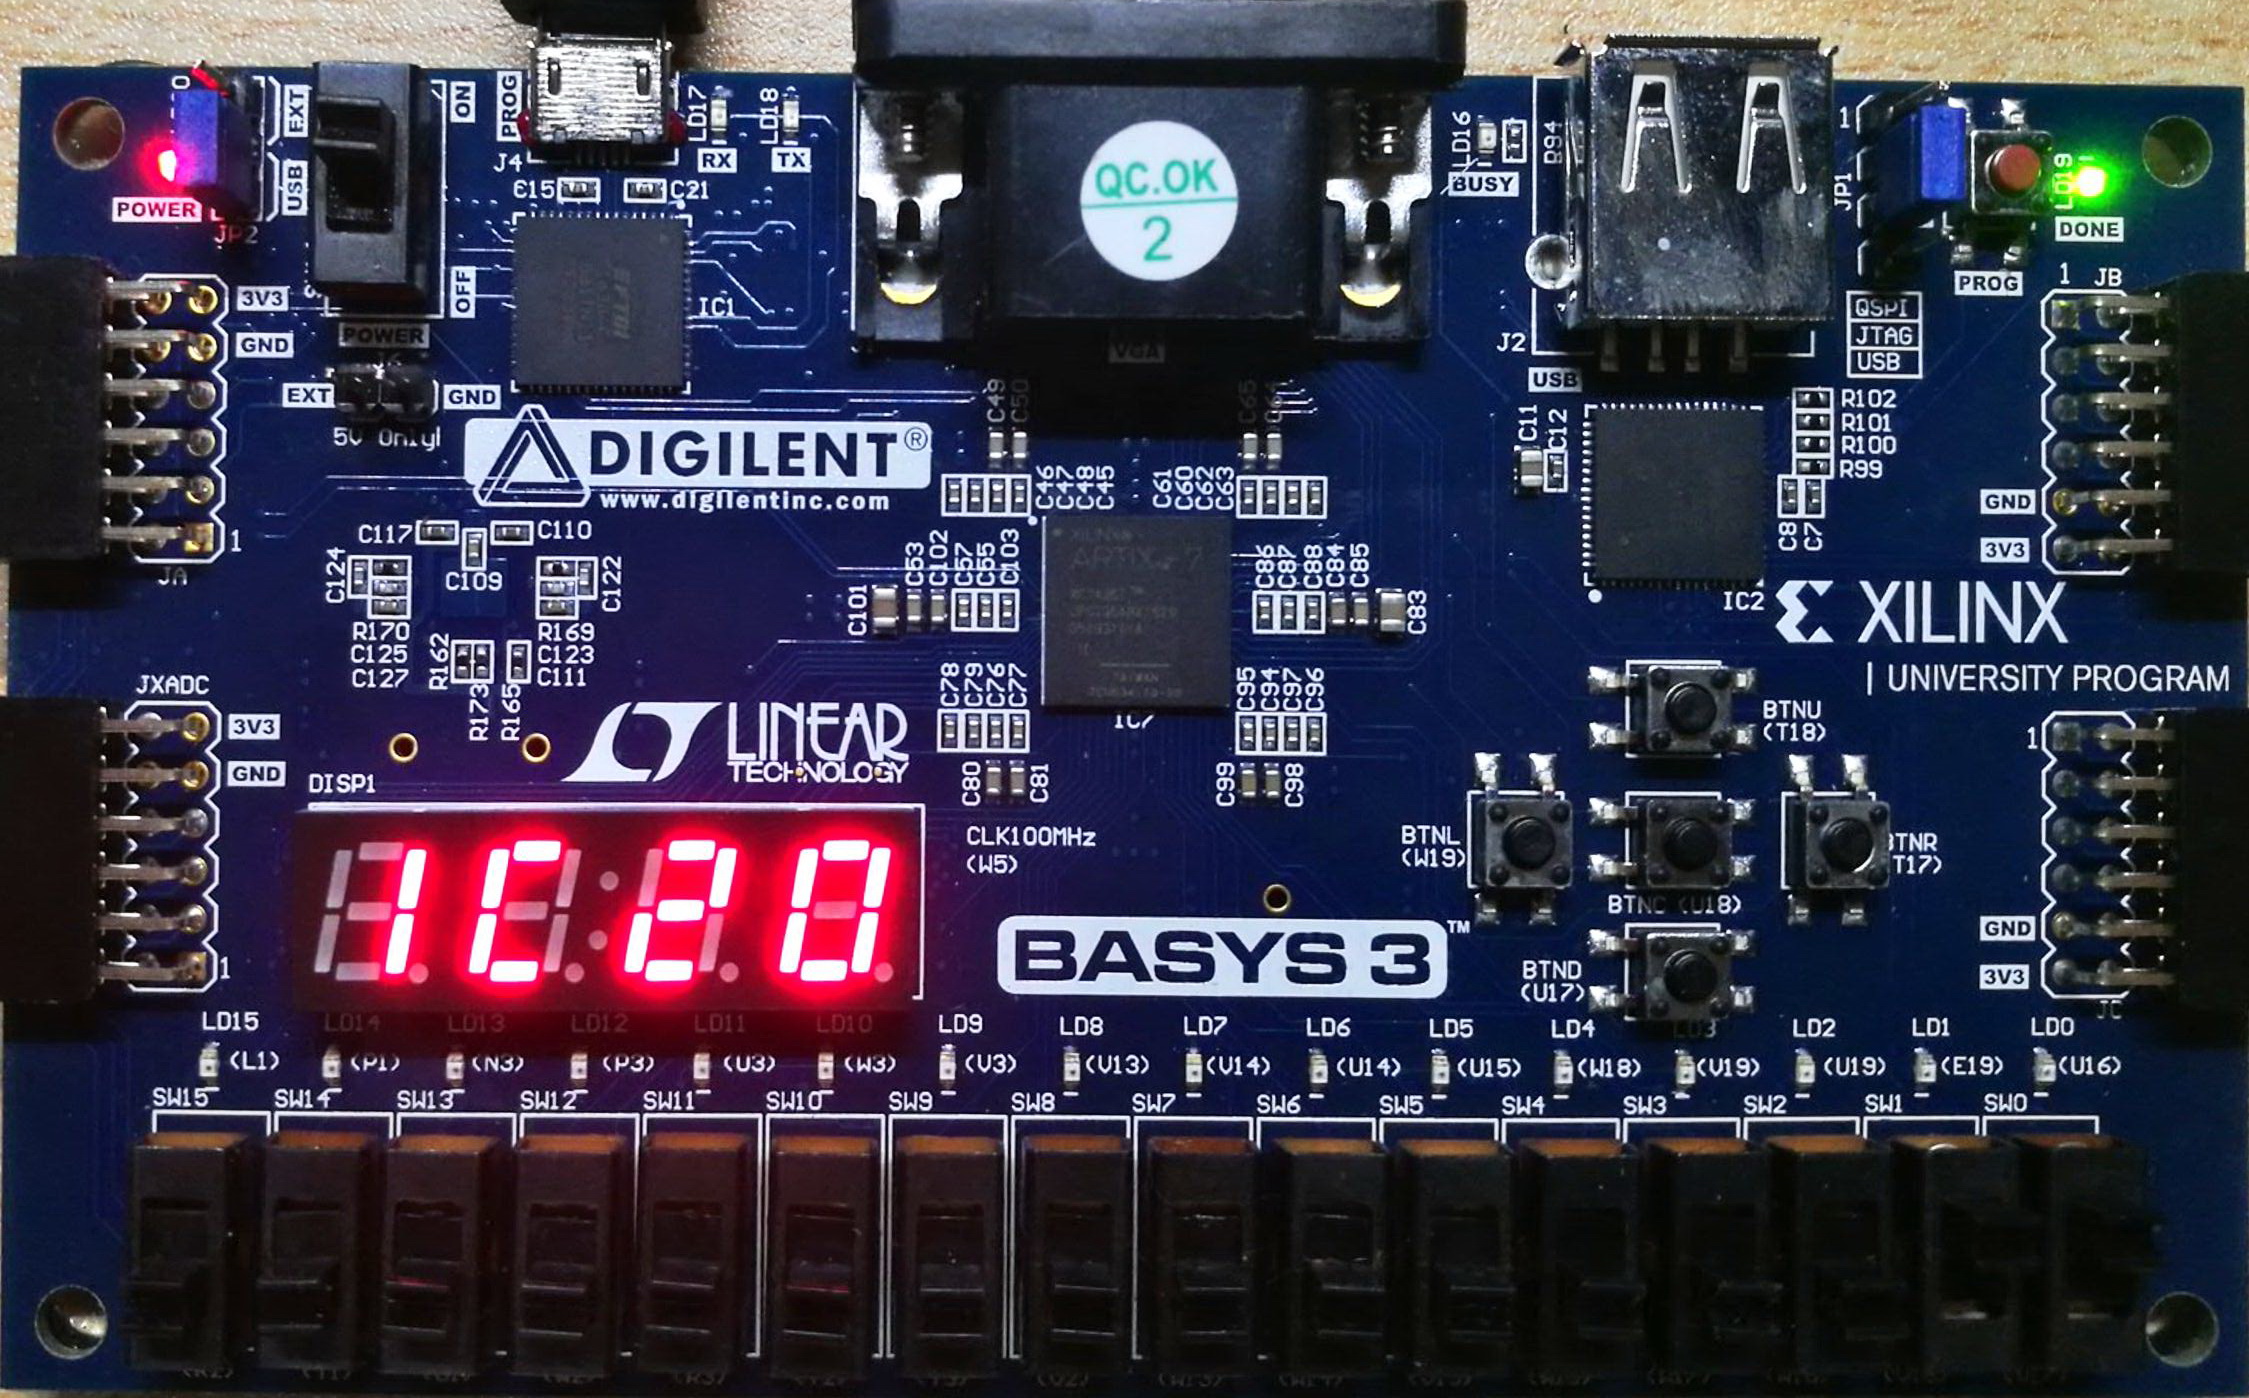 EXT
ON
PROG
LD17
LD18
RX
TX
J4
USB
OFF
POWER
JP2
C15
C21
IC1
QC.OK
2
LD16
R94
BUSY
1
JP1
LD19
DONE
PROG
QSPI
JTAG
USB
1
JB
3V3
GND
POWER
EXT
GND
5V Only!
VGA
J2
USB
C49
C50
C65
C64
C11
C12
R102
R101
R100
R99
C8
C7
GND
3V3
DIGILENT®
www.digilentinc.com
1
JA
C117
C110
C109
C124
C122
R170
C125
C127
R162
R173
R165
R169
C123
C111
C46
C47
C48
C45
C61
C60
C62
C63
C101
C53
C102
C57
C55
C103
XILINX
ARTIX-7
TAIWAN
C86
C87
C88
C84
C85
C83
IC2
XILINX
| UNIVERSITY PROGRAM
C78
C79
C76
C77
C95
C94
C97
C96
IC7
C80
C81
C99
C98
JXADC
3V3
GND
1
LINEAR
TECHNOLOGY
DISP1
1C20
CLK100MHz
(W5)
BASYS 3™
BTNU
(T18)
BTNL
(W19)
BTNR
T17)
BTNC (U18)
BTND
(U17)
1
GND
3V3
JC
LD15 LD14 LD13 LD12 LD11 LD10 LD9 LD8 LD7 LD6 LD5 LD4 LD3 LD2 LD1 LD0
(L1) (P1) (N3) (P3) (U3) (W3) (V3) (V13) (V14) (U14) (U15) (W18) (V19) (U19) (E19) (U16)
SW15 SW14 SW13 SW12 SW11 SW10 SW9 SW8 SW7 SW6 SW5 SW4 SW3 SW2 SW1 SW0